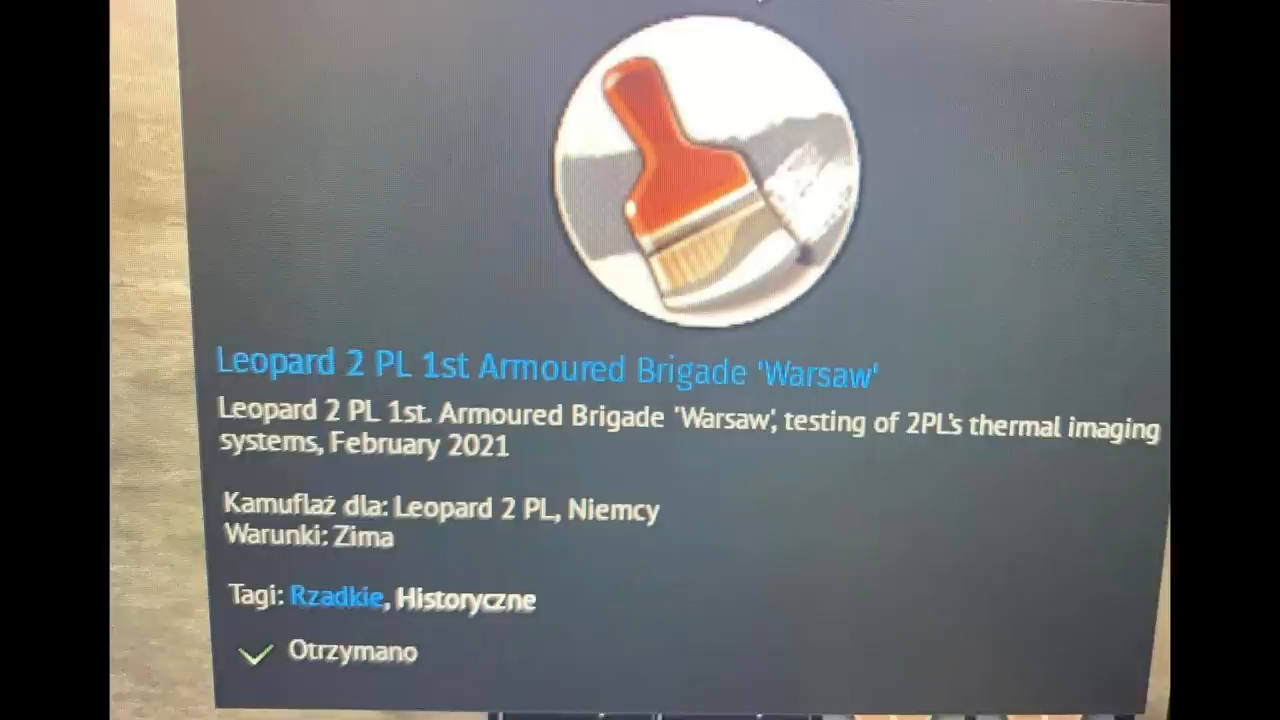 Leopard 2 PL 1st Armoured Brigade 'Warsaw'
Leopard 2 PL 1st. Armoured Brigade 'Warsaw', testing of 2PL's thermal imaging
systems, February 2021
Kamuflaż dla: Leopard 2 PL, Niemcy
Warunki: Zima
Tagi: Rzadkie, Historyczne
Otrzymano